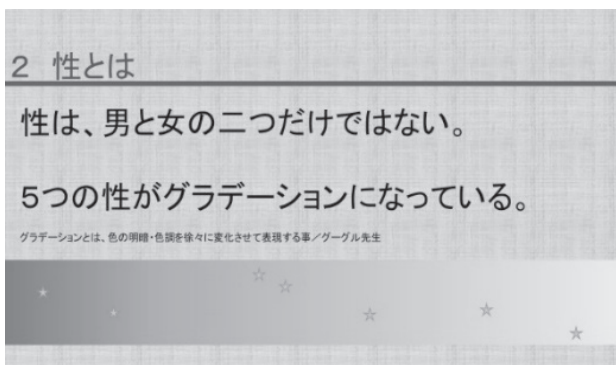 2 性とは
性は、男と女の二つだけではない。
5つの性がグラデーションになっている。
グラデーションとは、色の明暗・色調を徐々に変化させて表現する事／グーグル先生